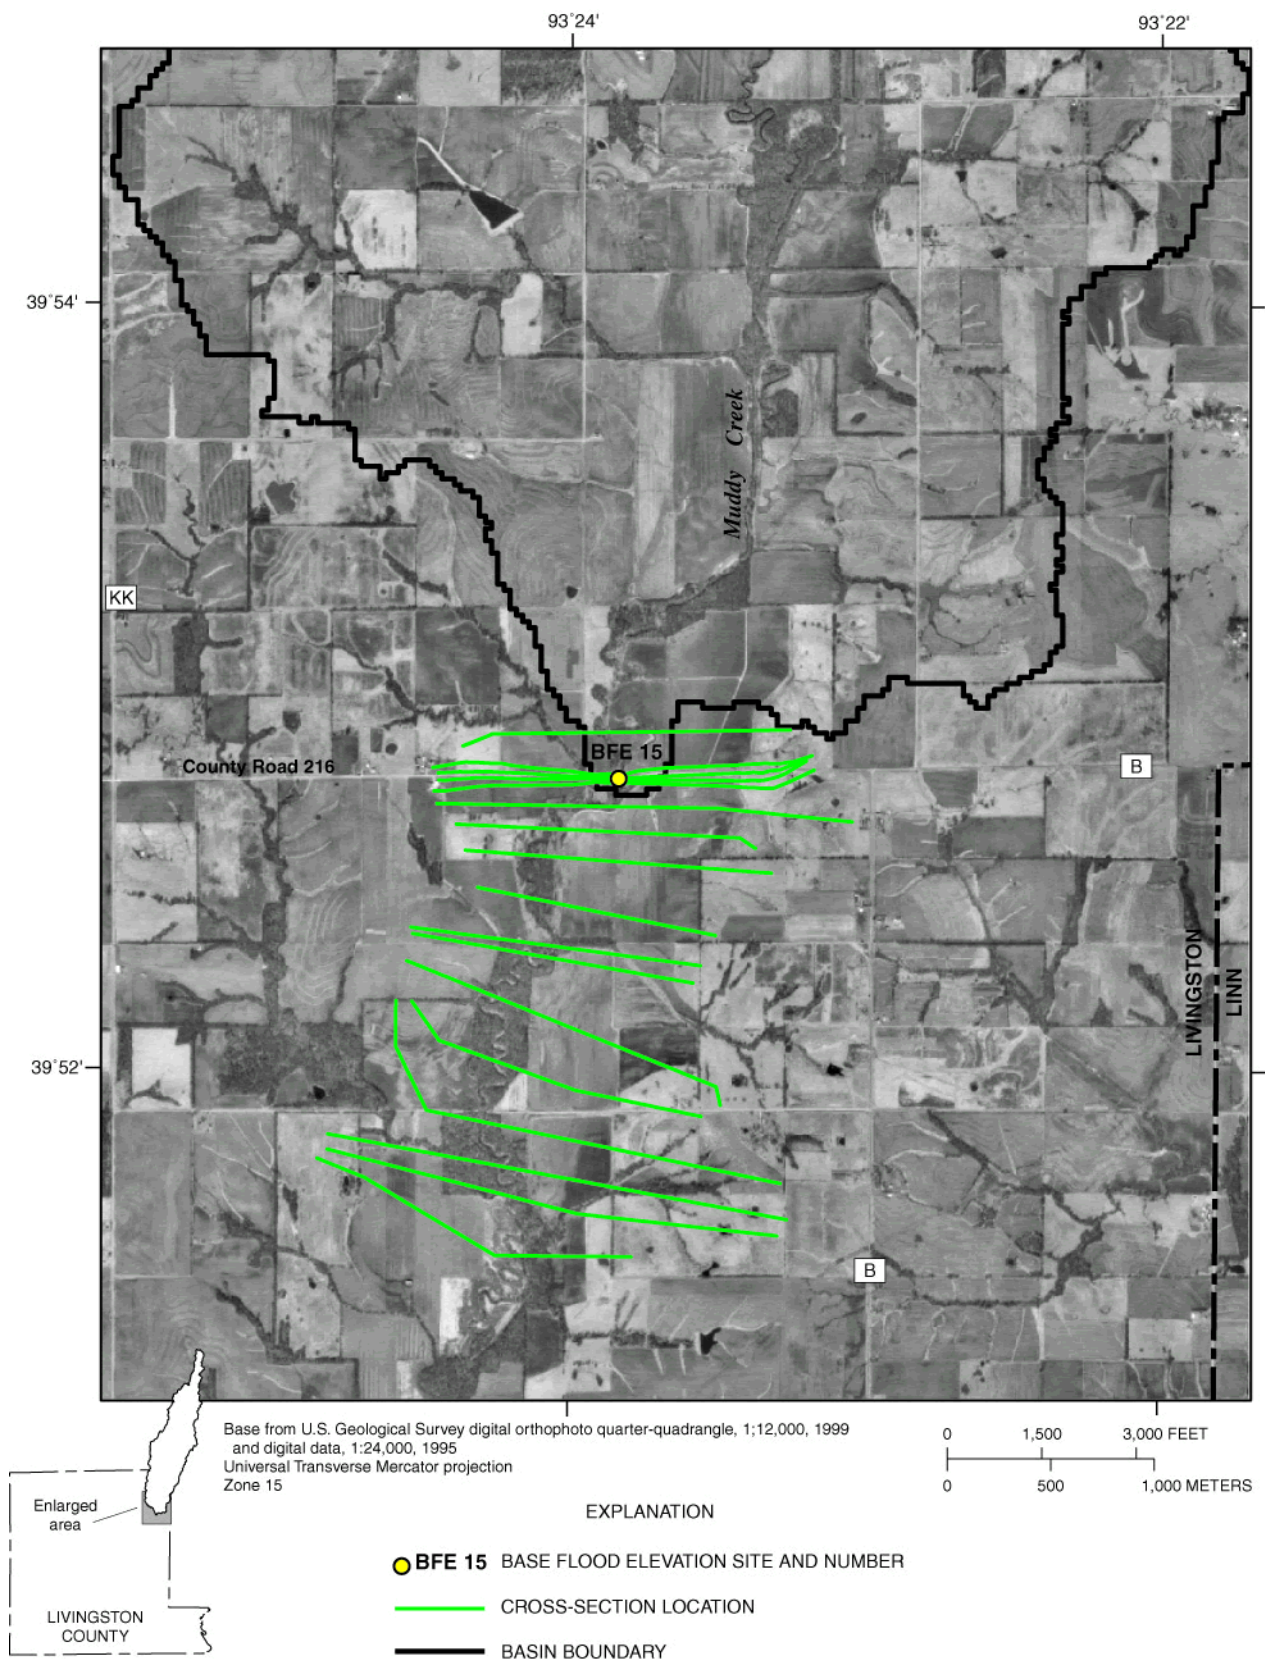 93°24'
93°22'
39°54'
Muddy Creek
KK
BFE 15
County Road 216
B
LIVINGSTON
LINN
39°52'
B
Base from U.S. Geological Survey digital orthophoto quarter-quadrangle, 1;12,000, 1999
and digital data, 1:24,000, 1995
Universal Transverse Mercator projection
Zone 15
0 1,500 3,000 FEET
0 500 1,000 METERS
Enlarged
area
LIVINGSTON
COUNTY
EXPLANATION
BFE 15 BASE FLOOD ELEVATION SITE AND NUMBER
CROSS-SECTION LOCATION
BASIN BOUNDARY